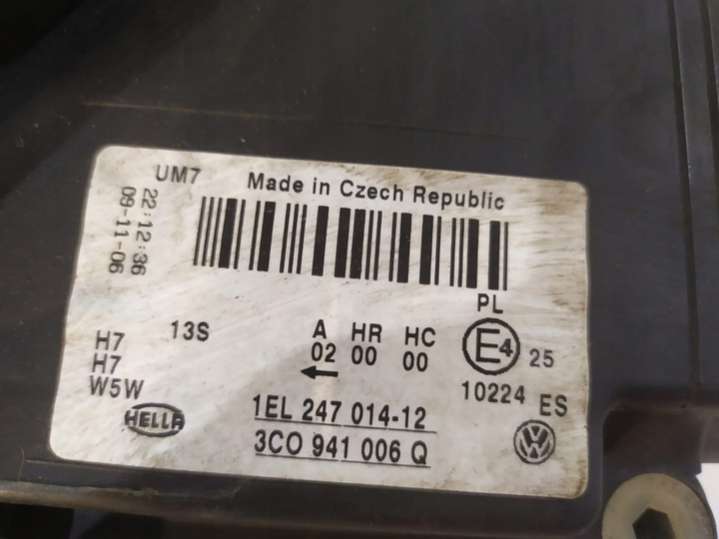 UM7 Made in Czech Republic
22:12:36
09-11-06
PL
H7 13S A HR HC E4 25
H7 02 00 00
W5W 10224 ES
HELLA 1EL 247 014-12
3C0 941 006 Q VW